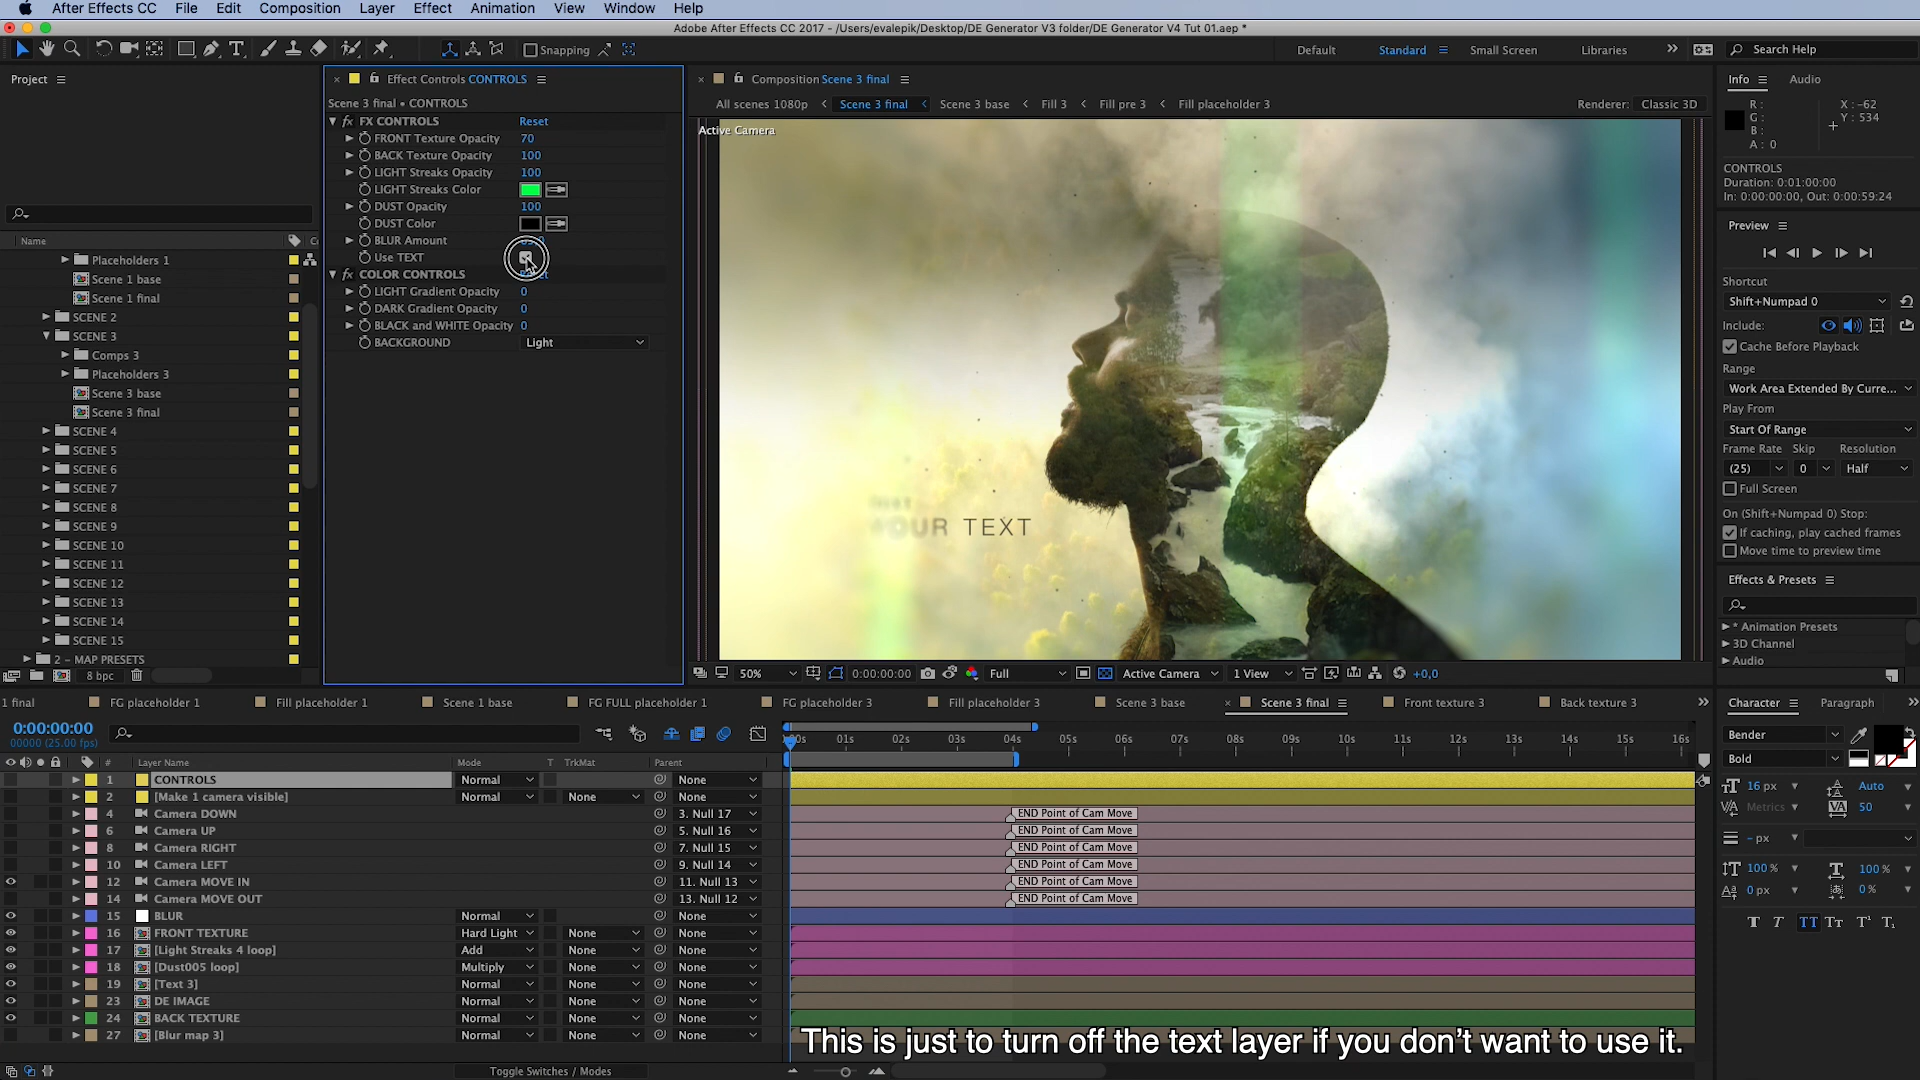 After Effects CC File Edit Composition Layer Effect Animation View Window Help
Adobe After Effects CC 2017 - /Users/evalepik/Desktop/DE Generator V3 folder/DE Generator V4 Tut 01.aep *
Snapping Default Standard Small Screen Libraries Search Help
Project
Effect Controls CONTROLS
Composition Scene 3 final
Info Audio
Scene 3 final • CONTROLS
All scenes 1080p Scene 3 final Scene 3 base Fill 3 Fill pre 3 Fill placeholder 3 Renderer: Classic 3D
Active Camera
R:
G:
B:
A: 0
X: -62
Y: 534
FX CONTROLS Reset
FRONT Texture Opacity 70
BACK Texture Opacity 100
LIGHT Streaks Opacity 100
LIGHT Streaks Color
DUST Opacity 100
DUST Color
BLUR Amount
Use TEXT
COLOR CONTROLS
LIGHT Gradient Opacity 0
DARK Gradient Opacity 0
BLACK and WHITE Opacity 0
BACKGROUND Light
CONTROLS
Duration: 0:01:00:00
In: 0:00:00:00, Out: 0:00:59:24
Name
Placeholders 1
Scene 1 base
Scene 1 final
SCENE 2
SCENE 3
Comps 3
Placeholders 3
Scene 3 base
Scene 3 final
SCENE 4
SCENE 5
SCENE 6
SCENE 7
SCENE 8
SCENE 9
SCENE 10
SCENE 11
SCENE 12
SCENE 13
SCENE 14
SCENE 15
2 - MAP PRESETS
8 bpc
YOUR TEXT
50% 0:00:00:00 Full Active Camera 1 View +0,0
Preview
Shortcut
Shift+Numpad 0
Include:
Cache Before Playback
Range
Work Area Extended By Curre...
Play From
Start Of Range
Frame Rate Skip Resolution
(25) 0 Half
Full Screen
On (Shift+Numpad 0) Stop:
If caching, play cached frames
Move time to preview time
Effects & Presets
* Animation Presets
3D Channel
Audio
1 final FG placeholder 1 Fill placeholder 1 Scene 1 base FG FULL placeholder 1 FG placeholder 3 Fill placeholder 3 Scene 3 base Scene 3 final Front texture 3 Back texture 3
0:00:00:00
00000 (25.00 fps)
00s 01s 02s 03s 04s 05s 06s 07s 08s 09s 10s 11s 12s 13s 14s 15s 16s
# Layer Name Mode T TrkMat Parent
1 CONTROLS Normal None
2 [Make 1 camera visible] Normal None None
4 Camera DOWN 3. Null 17 END Point of Cam Move
6 Camera UP 5. Null 16 END Point of Cam Move
8 Camera RIGHT 7. Null 15 END Point of Cam Move
10 Camera LEFT 9. Null 14 END Point of Cam Move
12 Camera MOVE IN 11. Null 13 END Point of Cam Move
14 Camera MOVE OUT 13. Null 12 END Point of Cam Move
15 BLUR Normal None
16 FRONT TEXTURE Hard Light None None
17 [Light Streaks 4 loop] Add None None
18 [Dust005 loop] Multiply None None
19 [Text 3] Normal None None
23 DE IMAGE Normal None None
24 BACK TEXTURE Normal None None
27 [Blur map 3] Normal None None
Toggle Switches / Modes
Character Paragraph
Bender
Bold
16 px Auto
Metrics 50
- px
100 % 100 %
0 px 0 %
T T TT Tт T¹ T₁
This is just to turn off the text layer if you don't want to use it.